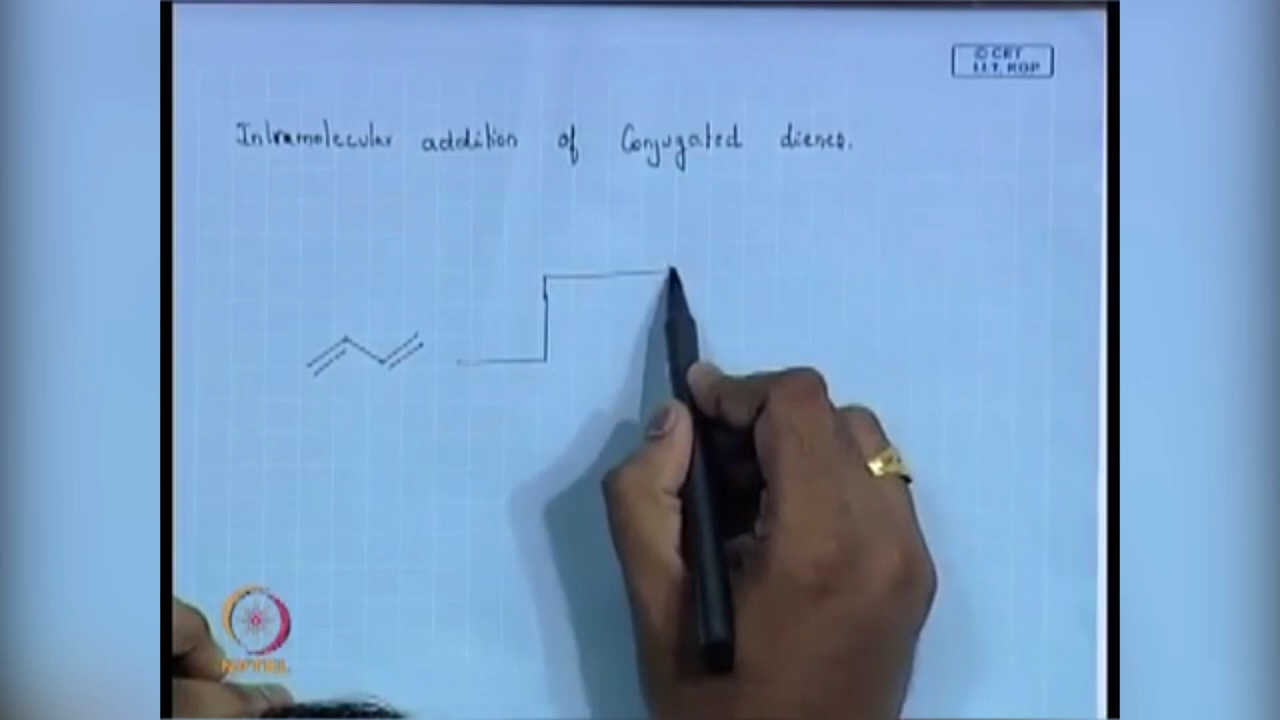 © CET
I.I.T. KGP
Intramolecular addition of Conjugated dienes.
NPTEL